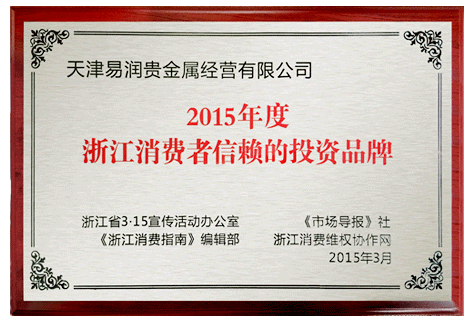 天津易润贵金属经营有限公司
2015年度
浙江消费者信赖的投资品牌
浙江省3·15宣传活动办公室
《市场导报》社
《浙江消费指南》编辑部
浙江消费维权协作网
2015年3月